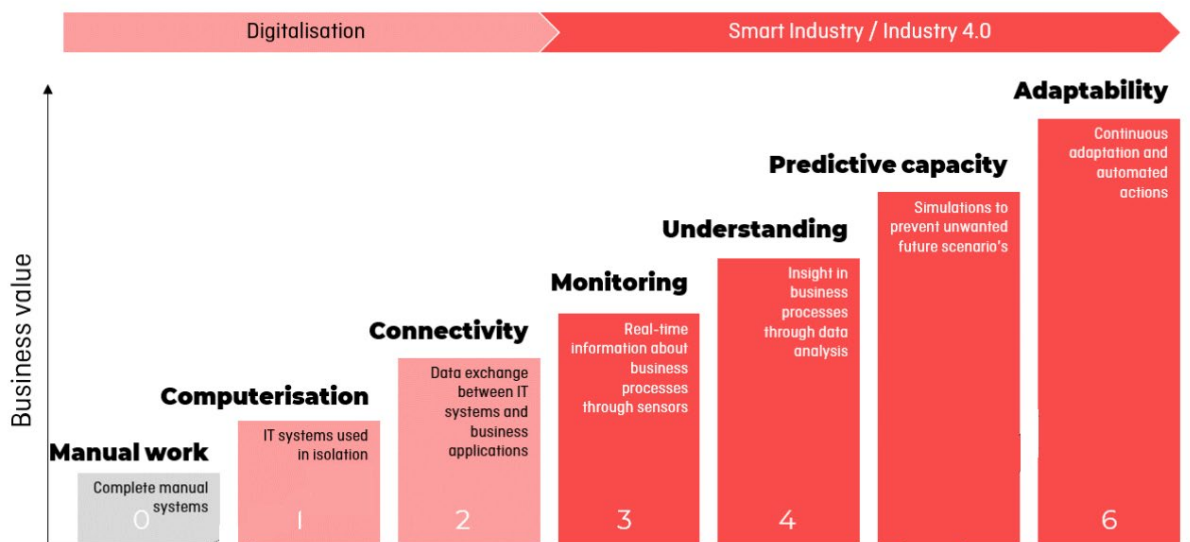 Digitalisation
Smart Industry / Industry 4.0
Business value
Manual work
Complete manual
systems
0
Computerisation
IT systems used
in isolation
1
Connectivity
Data exchange
between IT
systems and
business
applications
2
Monitoring
Real-time
information about
business
processes
through sensors
3
Understanding
Insight in
business
processes
through data
analysis
4
Predictive capacity
Simulations to
prevent unwanted
future scenario's
Adaptability
Continuous
adaptation and
automated
actions
6